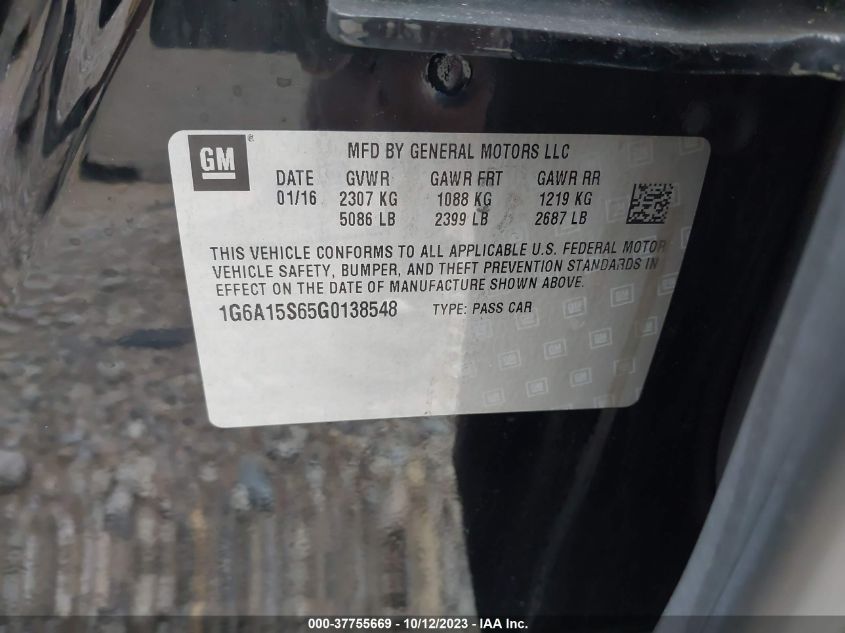 GM ®
MFD BY GENERAL MOTORS LLC
DATE GVWR GAWR FRT GAWR RR
01/16 2307 KG 1088 KG 1219 KG
5086 LB 2399 LB 2687 LB
THIS VEHICLE CONFORMS TO ALL APPLICABLE U.S. FEDERAL MOTOR
VEHICLE SAFETY, BUMPER, AND THEFT PREVENTION STANDARDS IN
EFFECT ON THE DATE OF MANUFACTURE SHOWN ABOVE.
1G6A15S65G0138548 TYPE: PASS CAR
000-37755669 - 10/12/2023 - IAA Inc.